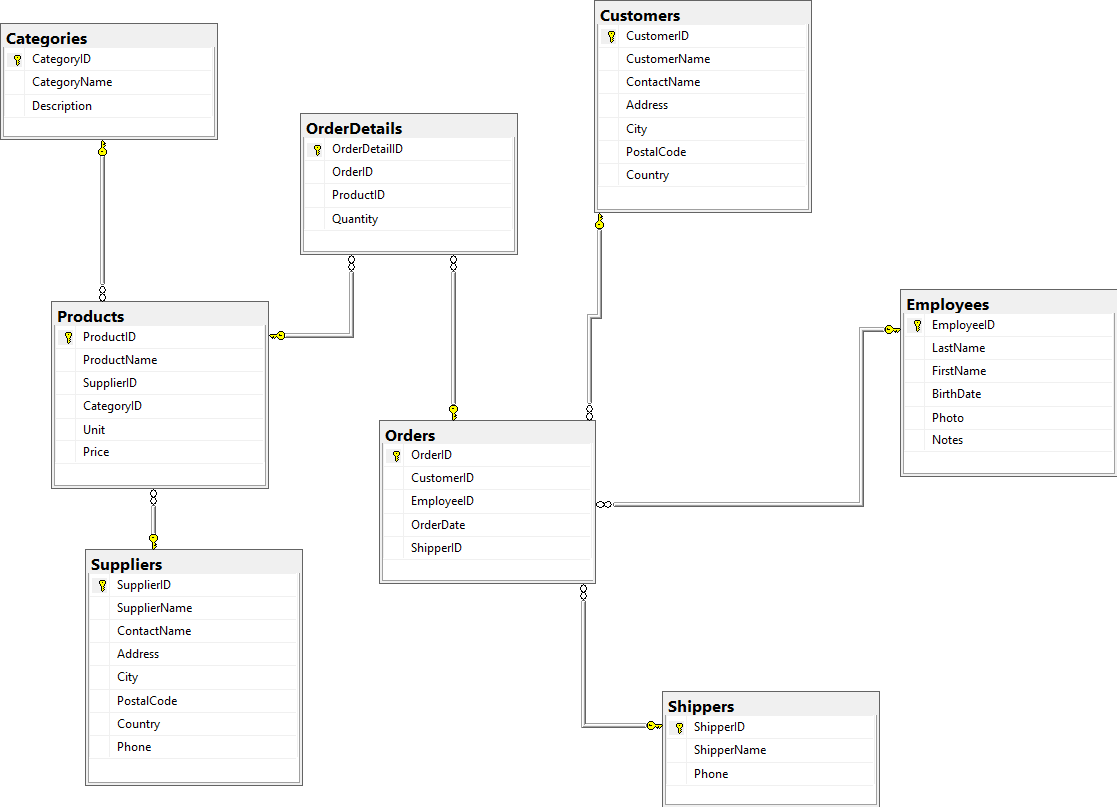 Categories
CategoryID
CategoryName
Description
OrderDetails
OrderDetailID
OrderID
ProductID
Quantity
Customers
CustomerID
CustomerName
ContactName
Address
City
PostalCode
Country
Products
ProductID
ProductName
SupplierID
CategoryID
Unit
Price
Employees
EmployeeID
LastName
FirstName
BirthDate
Photo
Notes
Orders
OrderID
CustomerID
EmployeeID
OrderDate
ShipperID
Suppliers
SupplierID
SupplierName
ContactName
Address
City
PostalCode
Country
Phone
Shippers
ShipperID
ShipperName
Phone